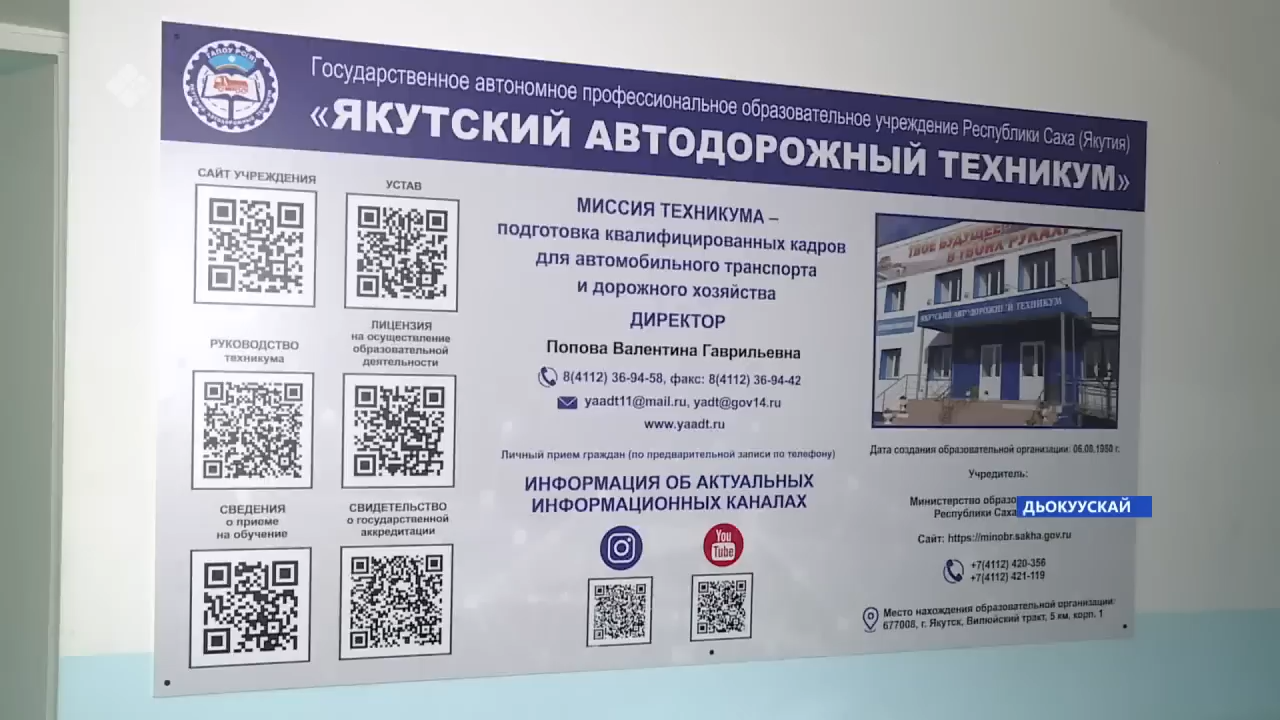 Государственное автономное профессиональное образовательное учреждение Республики Саха (Якутия)
«ЯКУТСКИЙ АВТОДОРОЖНЫЙ ТЕХНИКУМ»
САЙТ УЧРЕЖДЕНИЯ
УСТАВ
РУКОВОДСТВО
техникума
ЛИЦЕНЗИЯ
на осуществление
образовательной
деятельности
СВЕДЕНИЯ
о приеме
на обучение
СВИДЕТЕЛЬСТВО
о государственной
аккредитации
МИССИЯ ТЕХНИКУМА –
подготовка квалифицированных кадров
для автомобильного транспорта
и дорожного хозяйства
ДИРЕКТОР
Попова Валентина Гаврильевна
8(4112) 36-94-58, факс: 8(4112) 36-94-42
yaadt11@mail.ru, yadt@gov14.ru
www.yaadt.ru
Личный прием граждан (по предварительной записи по телефону)
ИНФОРМАЦИЯ ОБ АКТУАЛЬНЫХ
ИНФОРМАЦИОННЫХ КАНАЛАХ
You
Tube
ТВОЕ БУДУЩЕЕ
В ТВОИХ РУКАХ
ЯКУТСКИЙ АВТОДОРОЖНЫЙ ТЕХНИКУМ
Дата создания образовательной организации:
Учредитель:
Министерство образо
Республики Саха
ДЬОКУУСКАЙ
Сайт: https://minobr.sakha.gov.ru
+7(4112) 420-356
+7(4112) 421-119
Место нахождения образовательной организации:
677008, г. Якутск, Вилюйский тракт, 5 км, корп. 1